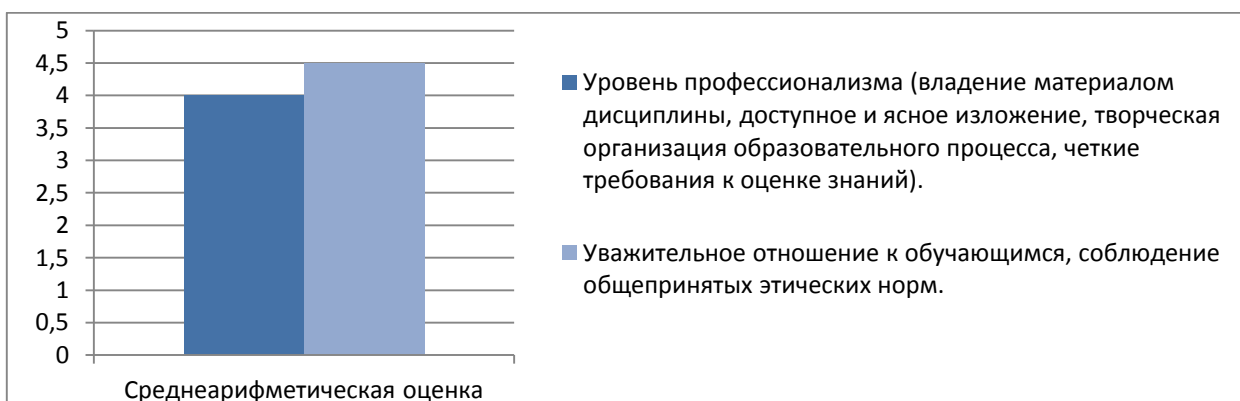 5
4,5
4
3,5
3
2,5
2
1,5
1
0,5
0
Среднеарифметическая оценка
Уровень профессионализма (владение материалом
дисциплины, доступное и ясное изложение, творческая
организация образовательного процесса, четкие
требования к оценке знаний).
Уважительное отношение к обучающимся, соблюдение
общепринятых этических норм.